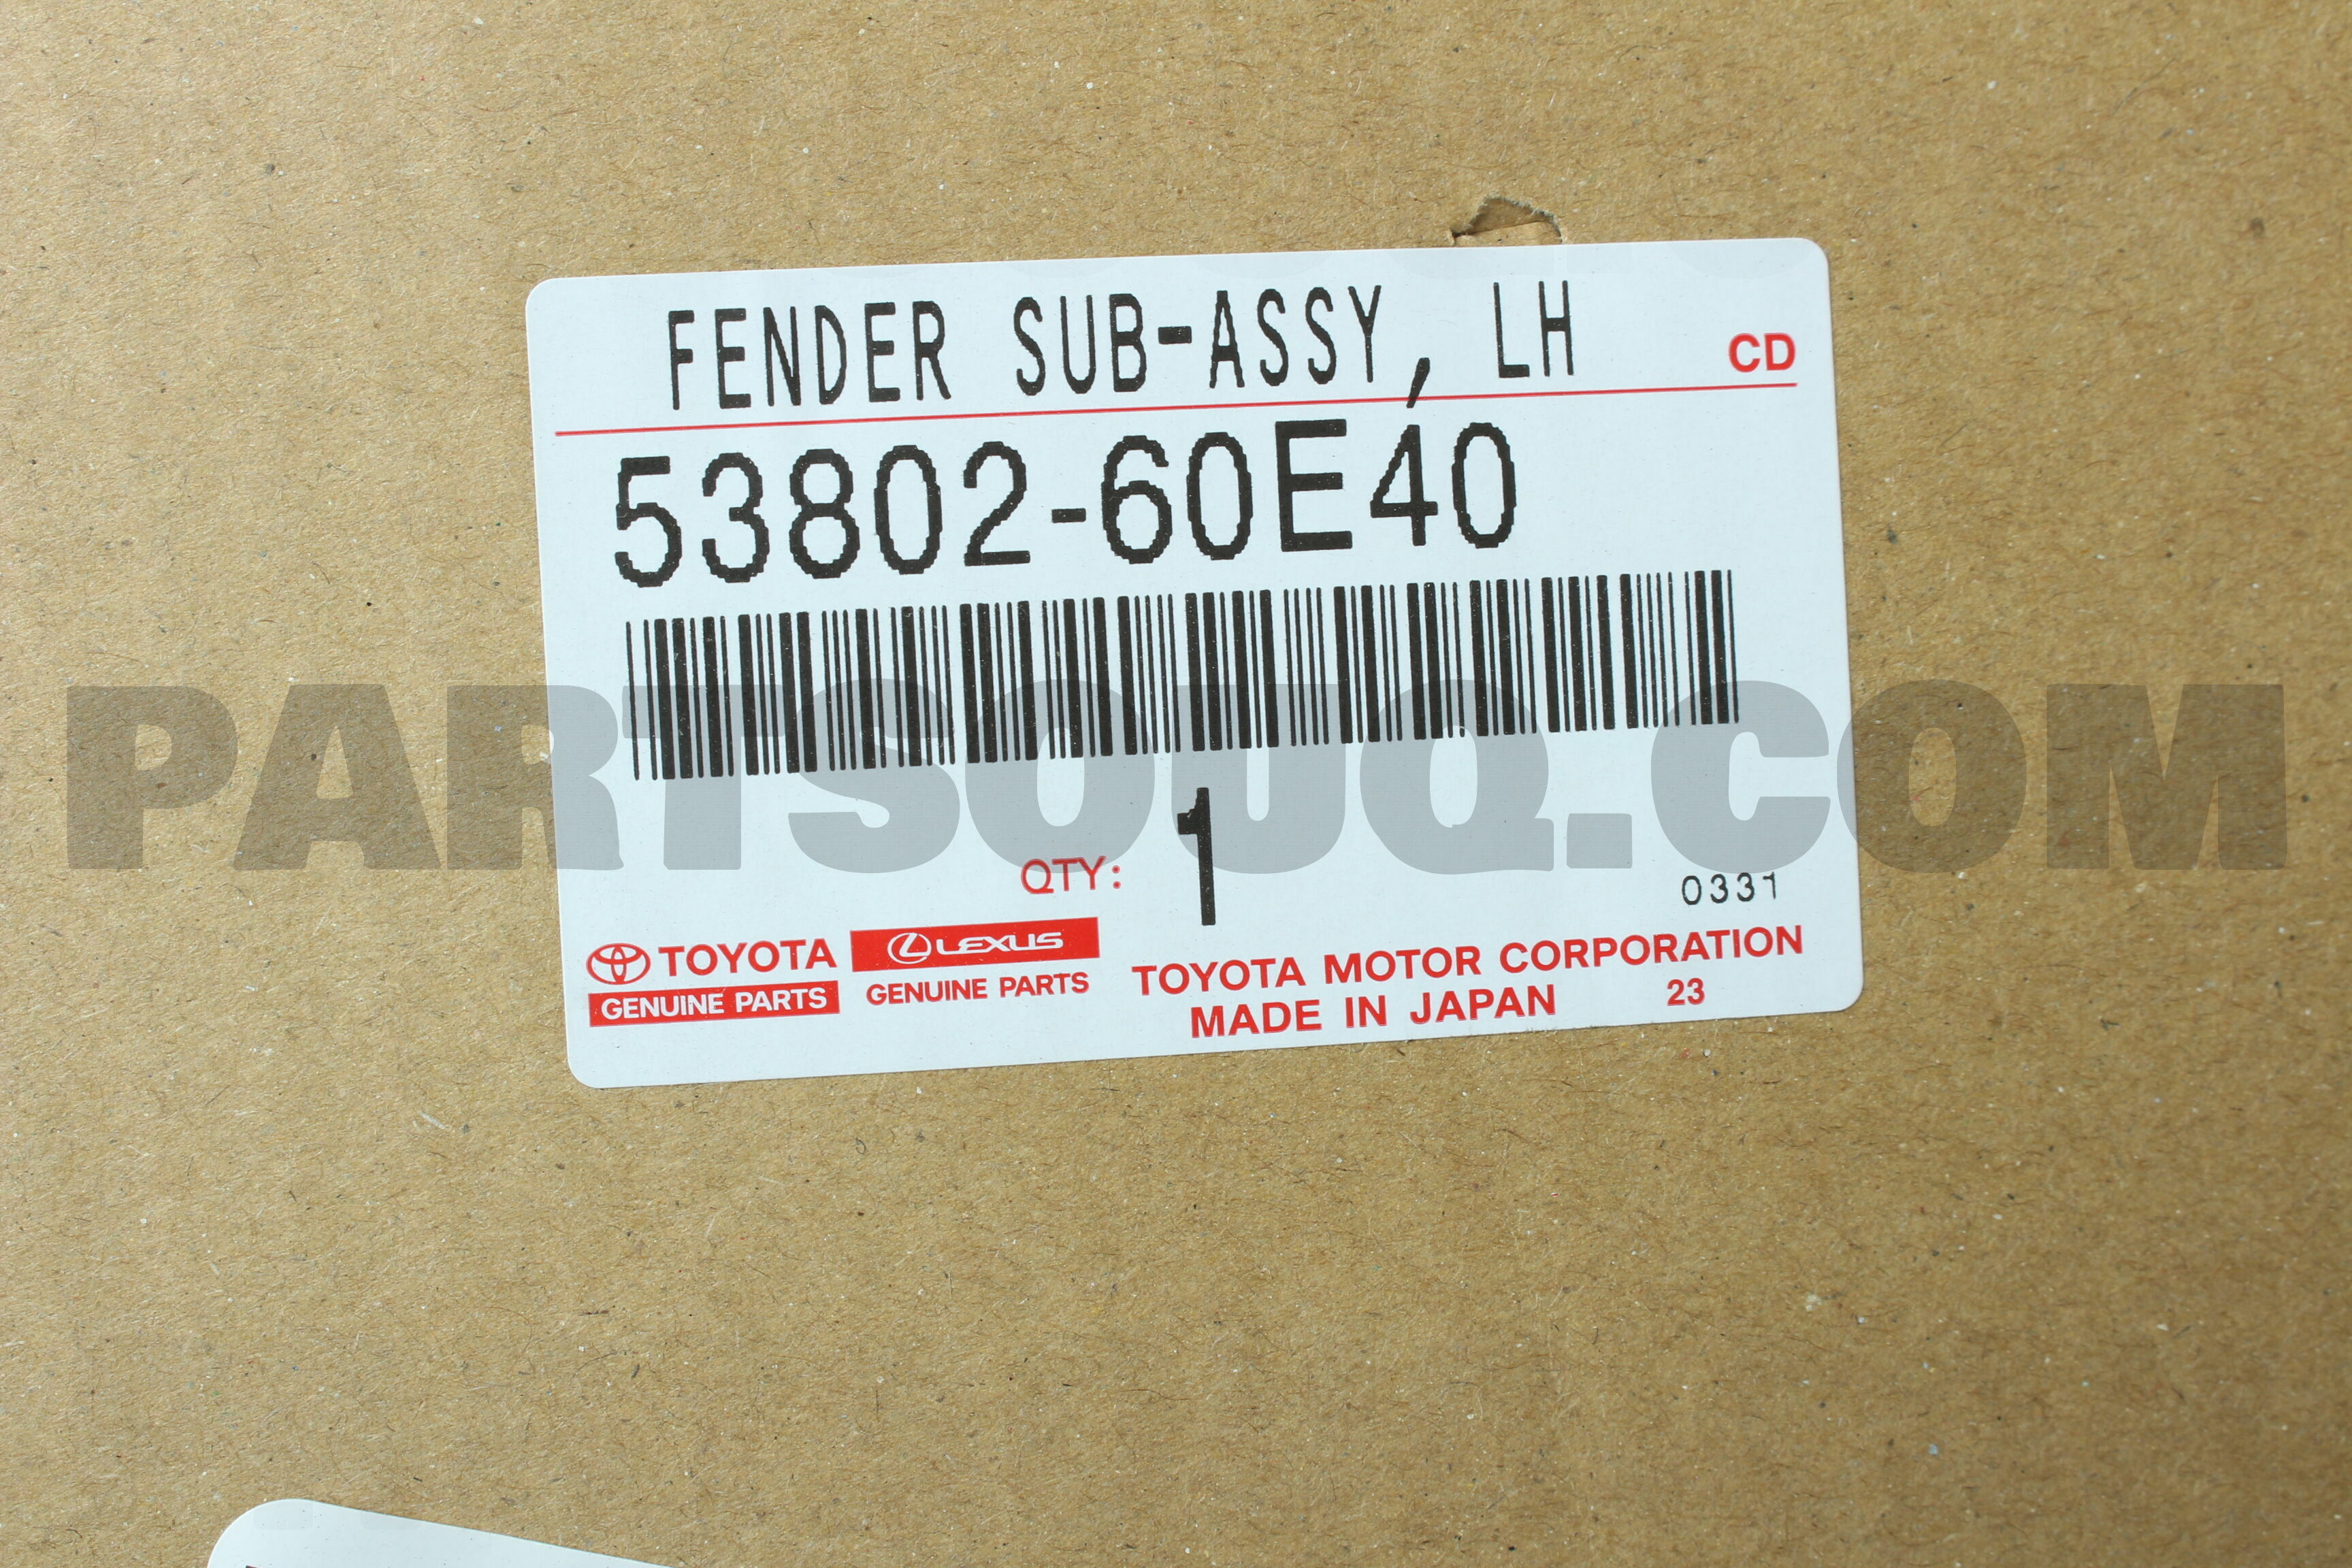 FENDER SUB-ASSY, LH
CD
53802-60E40
PARTSOUQ.COM
QTY: 1
0331
TOYOTA
GENUINE PARTS
LEXUS
GENUINE PARTS
TOYOTA MOTOR CORPORATION
MADE IN JAPAN 23